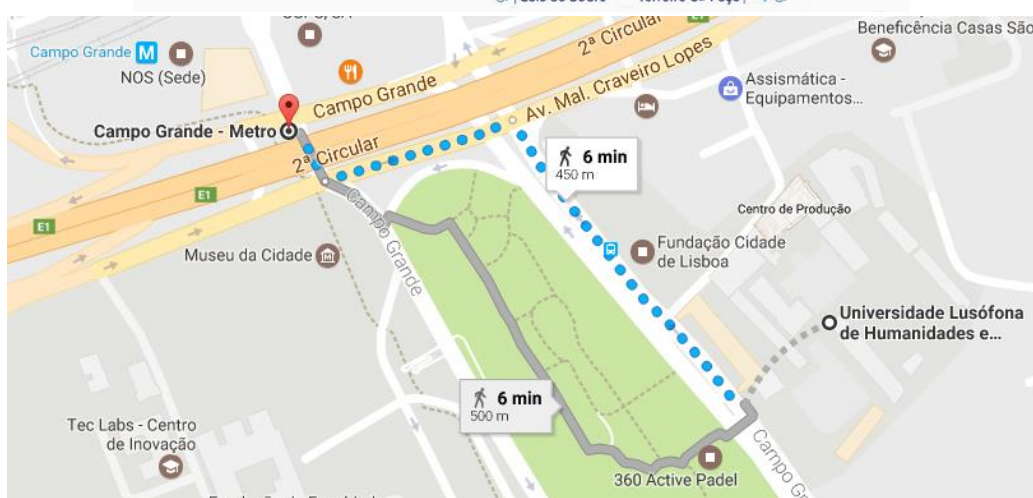 2ª Circular
E1
Beneficência Casas São
Campo Grande M
NOS (Sede)
Campo Grande
Av. Mal. Craveiro Lopes
Assismática -
Equipamentos...
Campo Grande - Metro
2ª Circular
6 min
450 m
E1
E1
Campo Grande
Centro de Produção
Museu da Cidade
Fundação Cidade
de Lisboa
Universidade Lusófona
de Humanidades e...
6 min
500 m
Tec Labs - Centro
de Inovação
360 Active Padel
Campo Gra